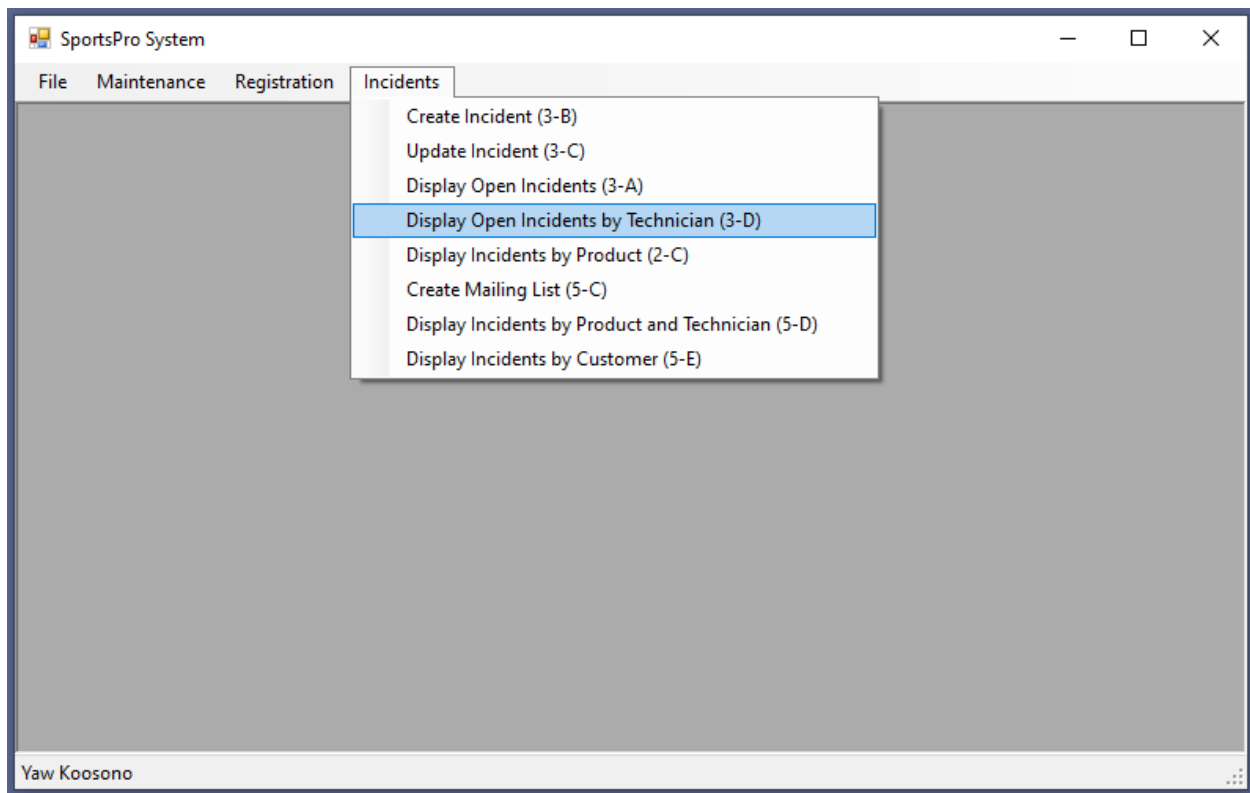 SportsPro System
File Maintenance Registration Incidents
Create Incident (3-B)
Update Incident (3-C)
Display Open Incidents (3-A)
Display Open Incidents by Technician (3-D)
Display Incidents by Product (2-C)
Create Mailing List (5-C)
Display Incidents by Product and Technician (5-D)
Display Incidents by Customer (5-E)
Yaw Koosono